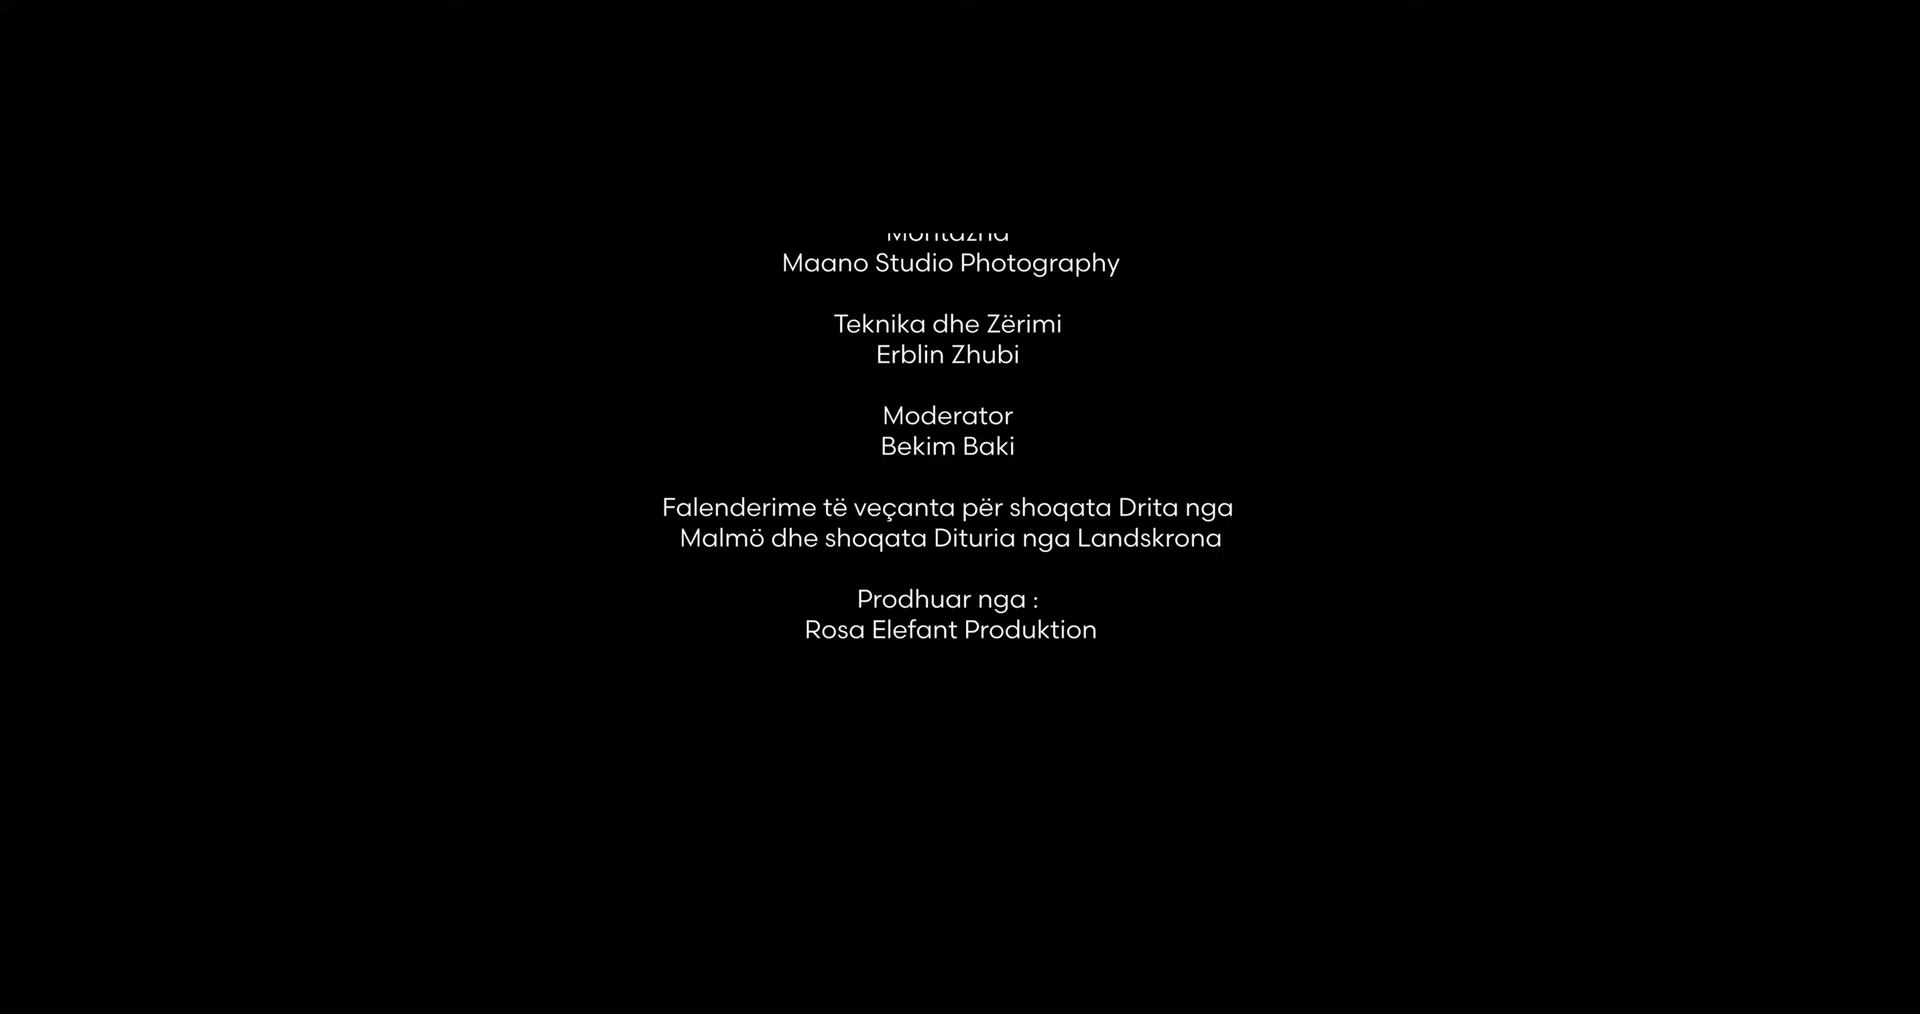 Montazha
Maano Studio Photography
Teknika dhe Zërimi
Erblin Zhubi
Moderator
Bekim Baki
Falenderime të veçanta për shoqata Drita nga
Malmö dhe shoqata Dituria nga Landskrona
Prodhuar nga :
Rosa Elefant Produktion